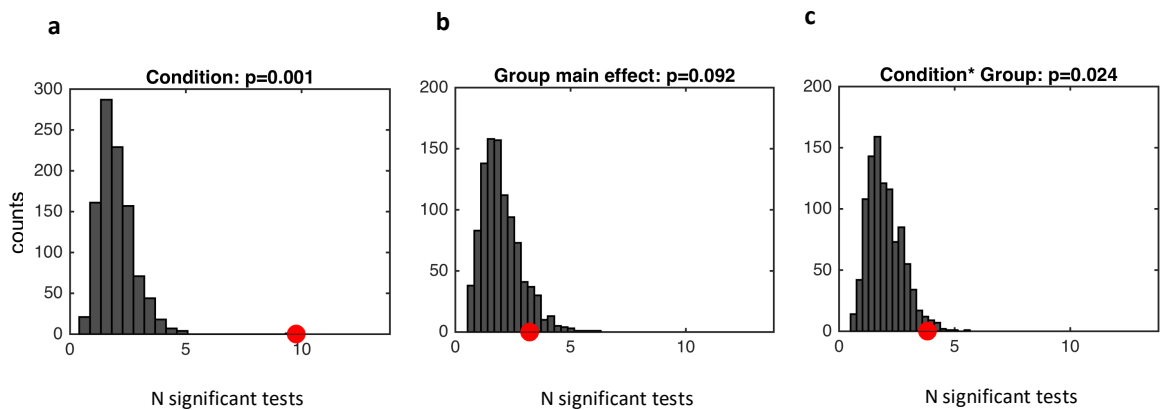 a
Condition: p=0.001
300
250
200
150
100
50
0
counts
0 5 10
N significant tests
b
Group main effect: p=0.092
200
150
100
50
0
0 5 10
N significant tests
c
Condition* Group: p=0.024
200
150
100
50
0
0 5 10
N significant tests